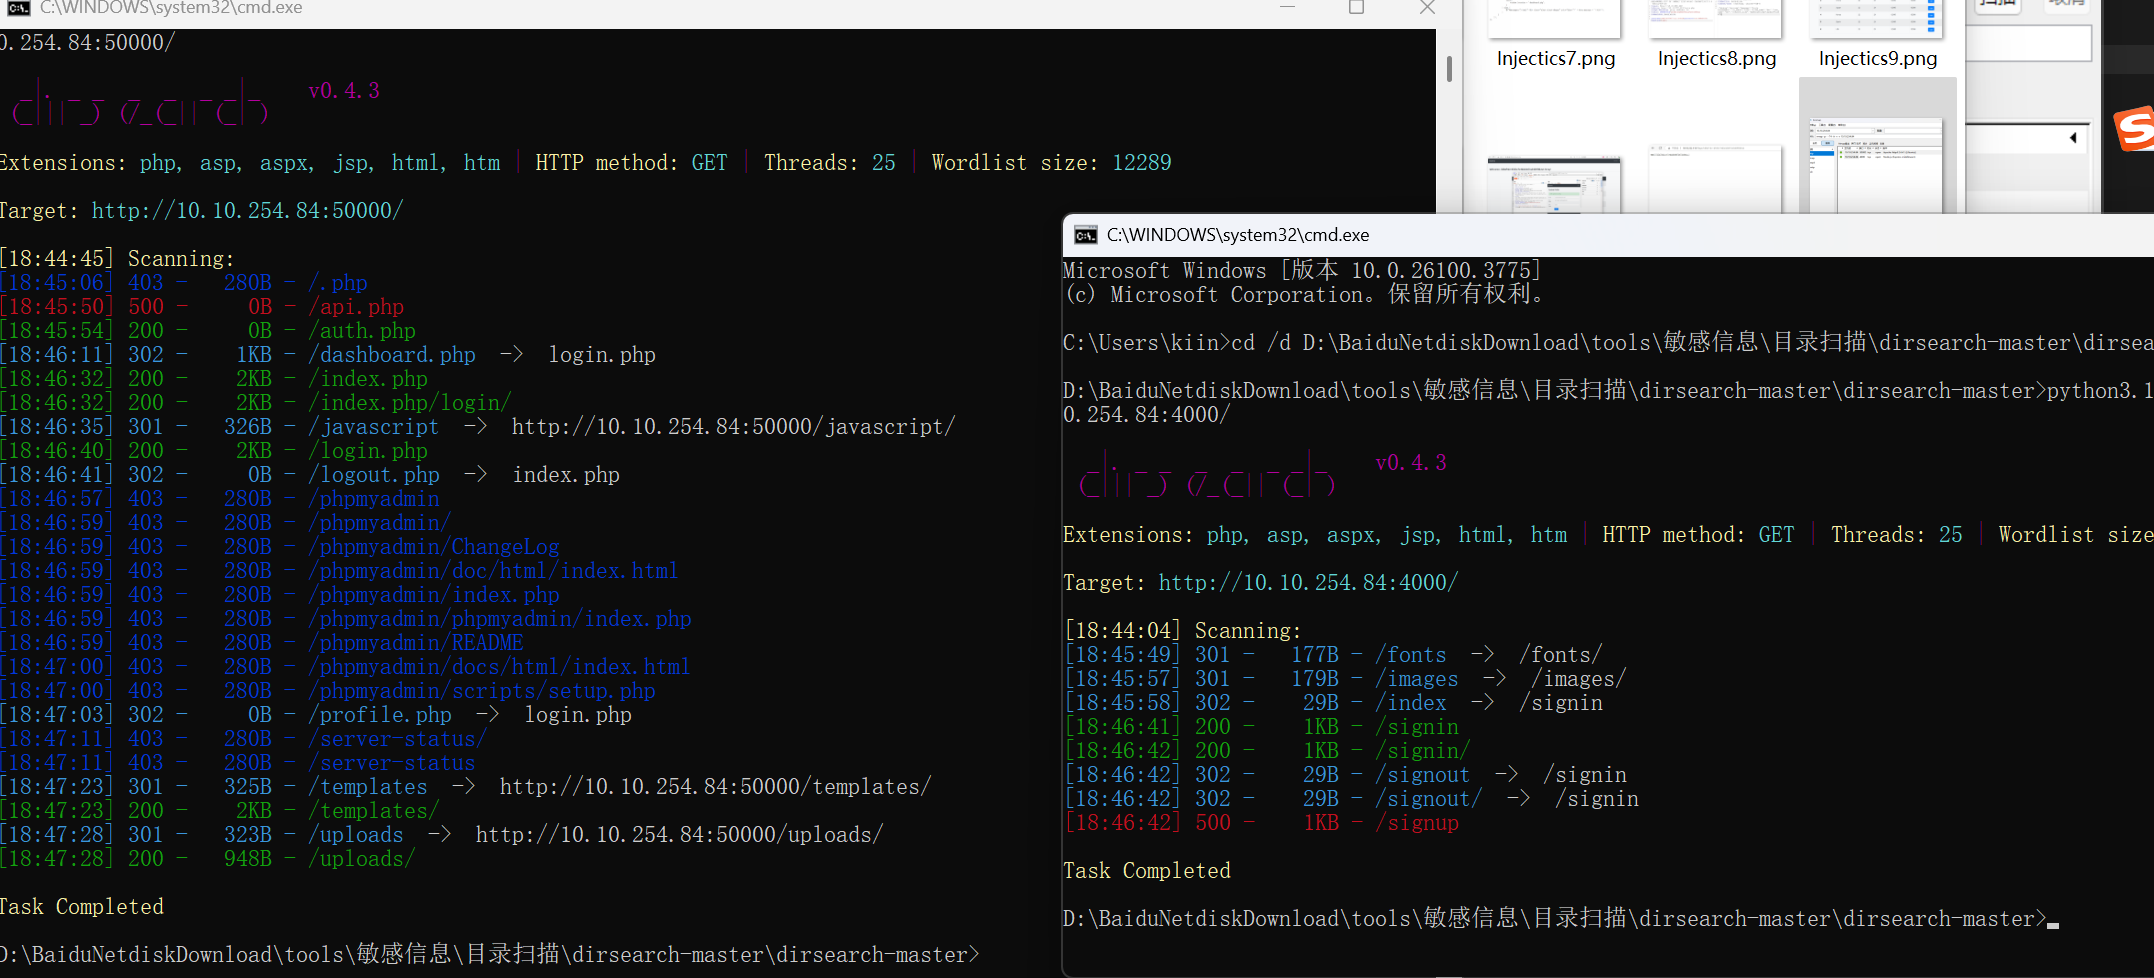 C:\WINDOWS\system32\cmd.exe
0.254.84:50000/
v0.4.3
Extensions: php, asp, aspx, jsp, html, htm | HTTP method: GET | Threads: 25 | Wordlist size: 12289
Target: http://10.10.254.84:50000/
[18:44:45] Scanning:
[18:45:06] 403 -   280B - /.php
[18:45:50] 500 -     0B - /api.php
[18:45:54] 200 -     0B - /auth.php
[18:46:11] 302 -    1KB - /dashboard.php  ->  login.php
[18:46:32] 200 -    2KB - /index.php
[18:46:32] 200 -    2KB - /index.php/login/
[18:46:35] 301 -   326B - /javascript  ->  http://10.10.254.84:50000/javascript/
[18:46:40] 200 -    2KB - /login.php
[18:46:41] 302 -     0B - /logout.php  ->  index.php
[18:46:57] 403 -   280B - /phpmyadmin
[18:46:59] 403 -   280B - /phpmyadmin/
[18:46:59] 403 -   280B - /phpmyadmin/ChangeLog
[18:46:59] 403 -   280B - /phpmyadmin/doc/html/index.html
[18:46:59] 403 -   280B - /phpmyadmin/index.php
[18:46:59] 403 -   280B - /phpmyadmin/phpmyadmin/index.php
[18:46:59] 403 -   280B - /phpmyadmin/README
[18:47:00] 403 -   280B - /phpmyadmin/docs/html/index.html
[18:47:00] 403 -   280B - /phpmyadmin/scripts/setup.php
[18:47:03] 302 -     0B - /profile.php  ->  login.php
[18:47:11] 403 -   280B - /server-status/
[18:47:11] 403 -   280B - /server-status
[18:47:23] 301 -   325B - /templates  ->  http://10.10.254.84:50000/templates/
[18:47:23] 200 -    2KB - /templates/
[18:47:28] 301 -   323B - /uploads  ->  http://10.10.254.84:50000/uploads/
[18:47:28] 200 -   948B - /uploads/
Task Completed
D:\BaiduNetdiskDownload\tools\敏感信息\目录扫描\dirsearch-master\dirsearch-master>
Injectics7.png
Injectics8.png
Injectics9.png
C:\WINDOWS\system32\cmd.exe
Microsoft Windows [版本 10.0.26100.3775]
(c) Microsoft Corporation。保留所有权利。
C:\Users\kiin>cd /d D:\BaiduNetdiskDownload\tools\敏感信息\目录扫描\dirsearch-master\dirsea
D:\BaiduNetdiskDownload\tools\敏感信息\目录扫描\dirsearch-master\dirsearch-master>python3.1
0.254.84:4000/
v0.4.3
Extensions: php, asp, aspx, jsp, html, htm | HTTP method: GET | Threads: 25 | Wordlist size
Target: http://10.10.254.84:4000/
[18:44:04] Scanning:
[18:45:49] 301 -   177B - /fonts  ->  /fonts/
[18:45:57] 301 -   179B - /images  ->  /images/
[18:45:58] 302 -    29B - /index  ->  /signin
[18:46:41] 200 -    1KB - /signin
[18:46:42] 200 -    1KB - /signin/
[18:46:42] 302 -    29B - /signout  ->  /signin
[18:46:42] 302 -    29B - /signout/  ->  /signin
[18:46:42] 500 -    1KB - /signup
Task Completed
D:\BaiduNetdiskDownload\tools\敏感信息\目录扫描\dirsearch-master\dirsearch-master>